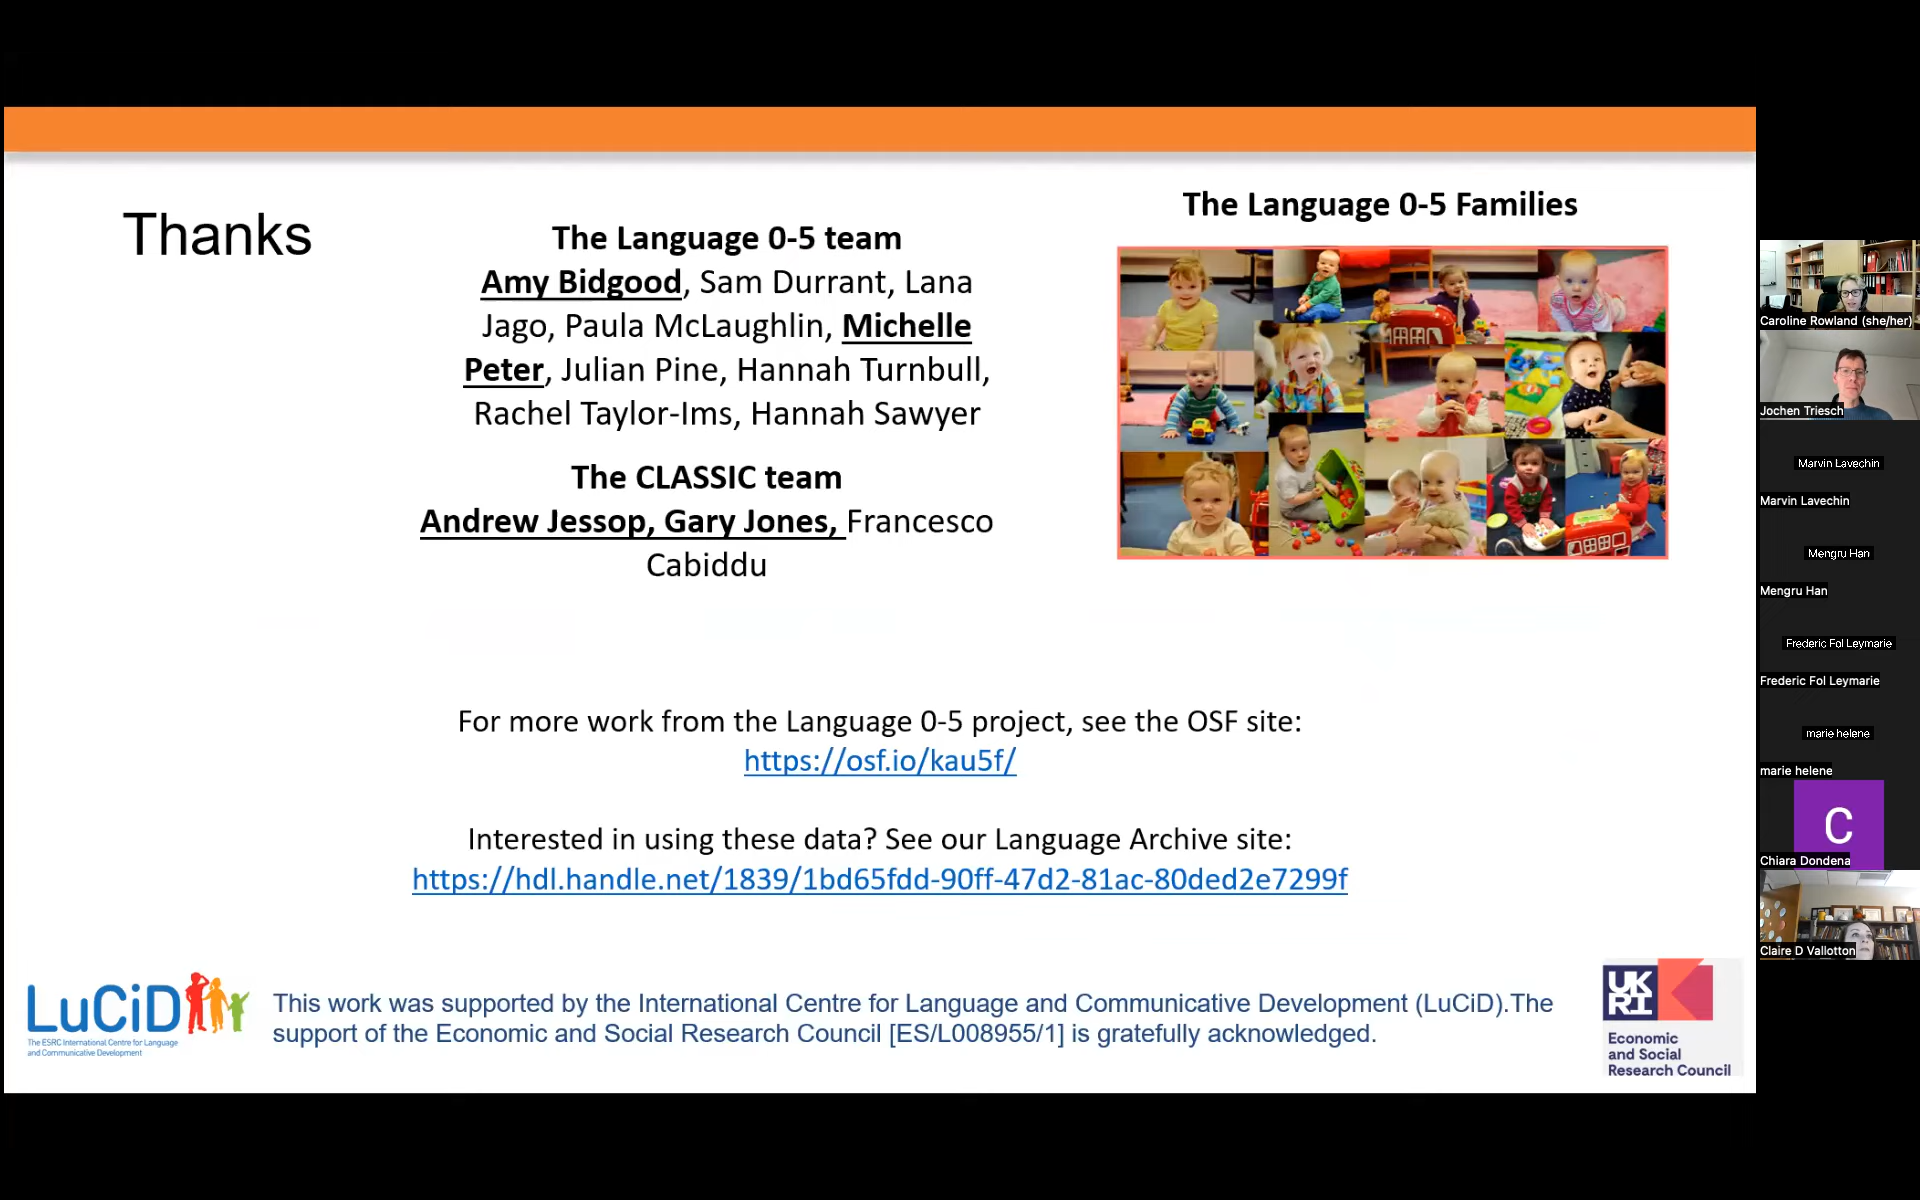 Thanks
The Language 0-5 team
Amy Bidgood, Sam Durrant, Lana
Jago, Paula McLaughlin, Michelle
Peter, Julian Pine, Hannah Turnbull,
Rachel Taylor-Ims, Hannah Sawyer
The CLASSIC team
Andrew Jessop, Gary Jones, Francesco
Cabiddu
The Language 0-5 Families
For more work from the Language 0-5 project, see the OSF site:
https://osf.io/kau5f/
Interested in using these data? See our Language Archive site:
https://hdl.handle.net/1839/1bd65fdd-90ff-47d2-81ac-80ded2e7299f
LuCiD
The ESRC International Centre for Language
and Communicative Development
This work was supported by the International Centre for Language and Communicative Development (LuCiD).The
support of the Economic and Social Research Council [ES/L008955/1] is gratefully acknowledged.
UK
RI
Economic
and Social
Research Council
Caroline Rowland (she/her)
Jochen Triesch
Marvin Lavechin
Marvin Lavechin
Mengru Han
Mengru Han
Frederic Fol Leymarie
Frederic Fol Leymarie
marie helene
marie helene
C
Chiara Dondena
Claire D Vallotton